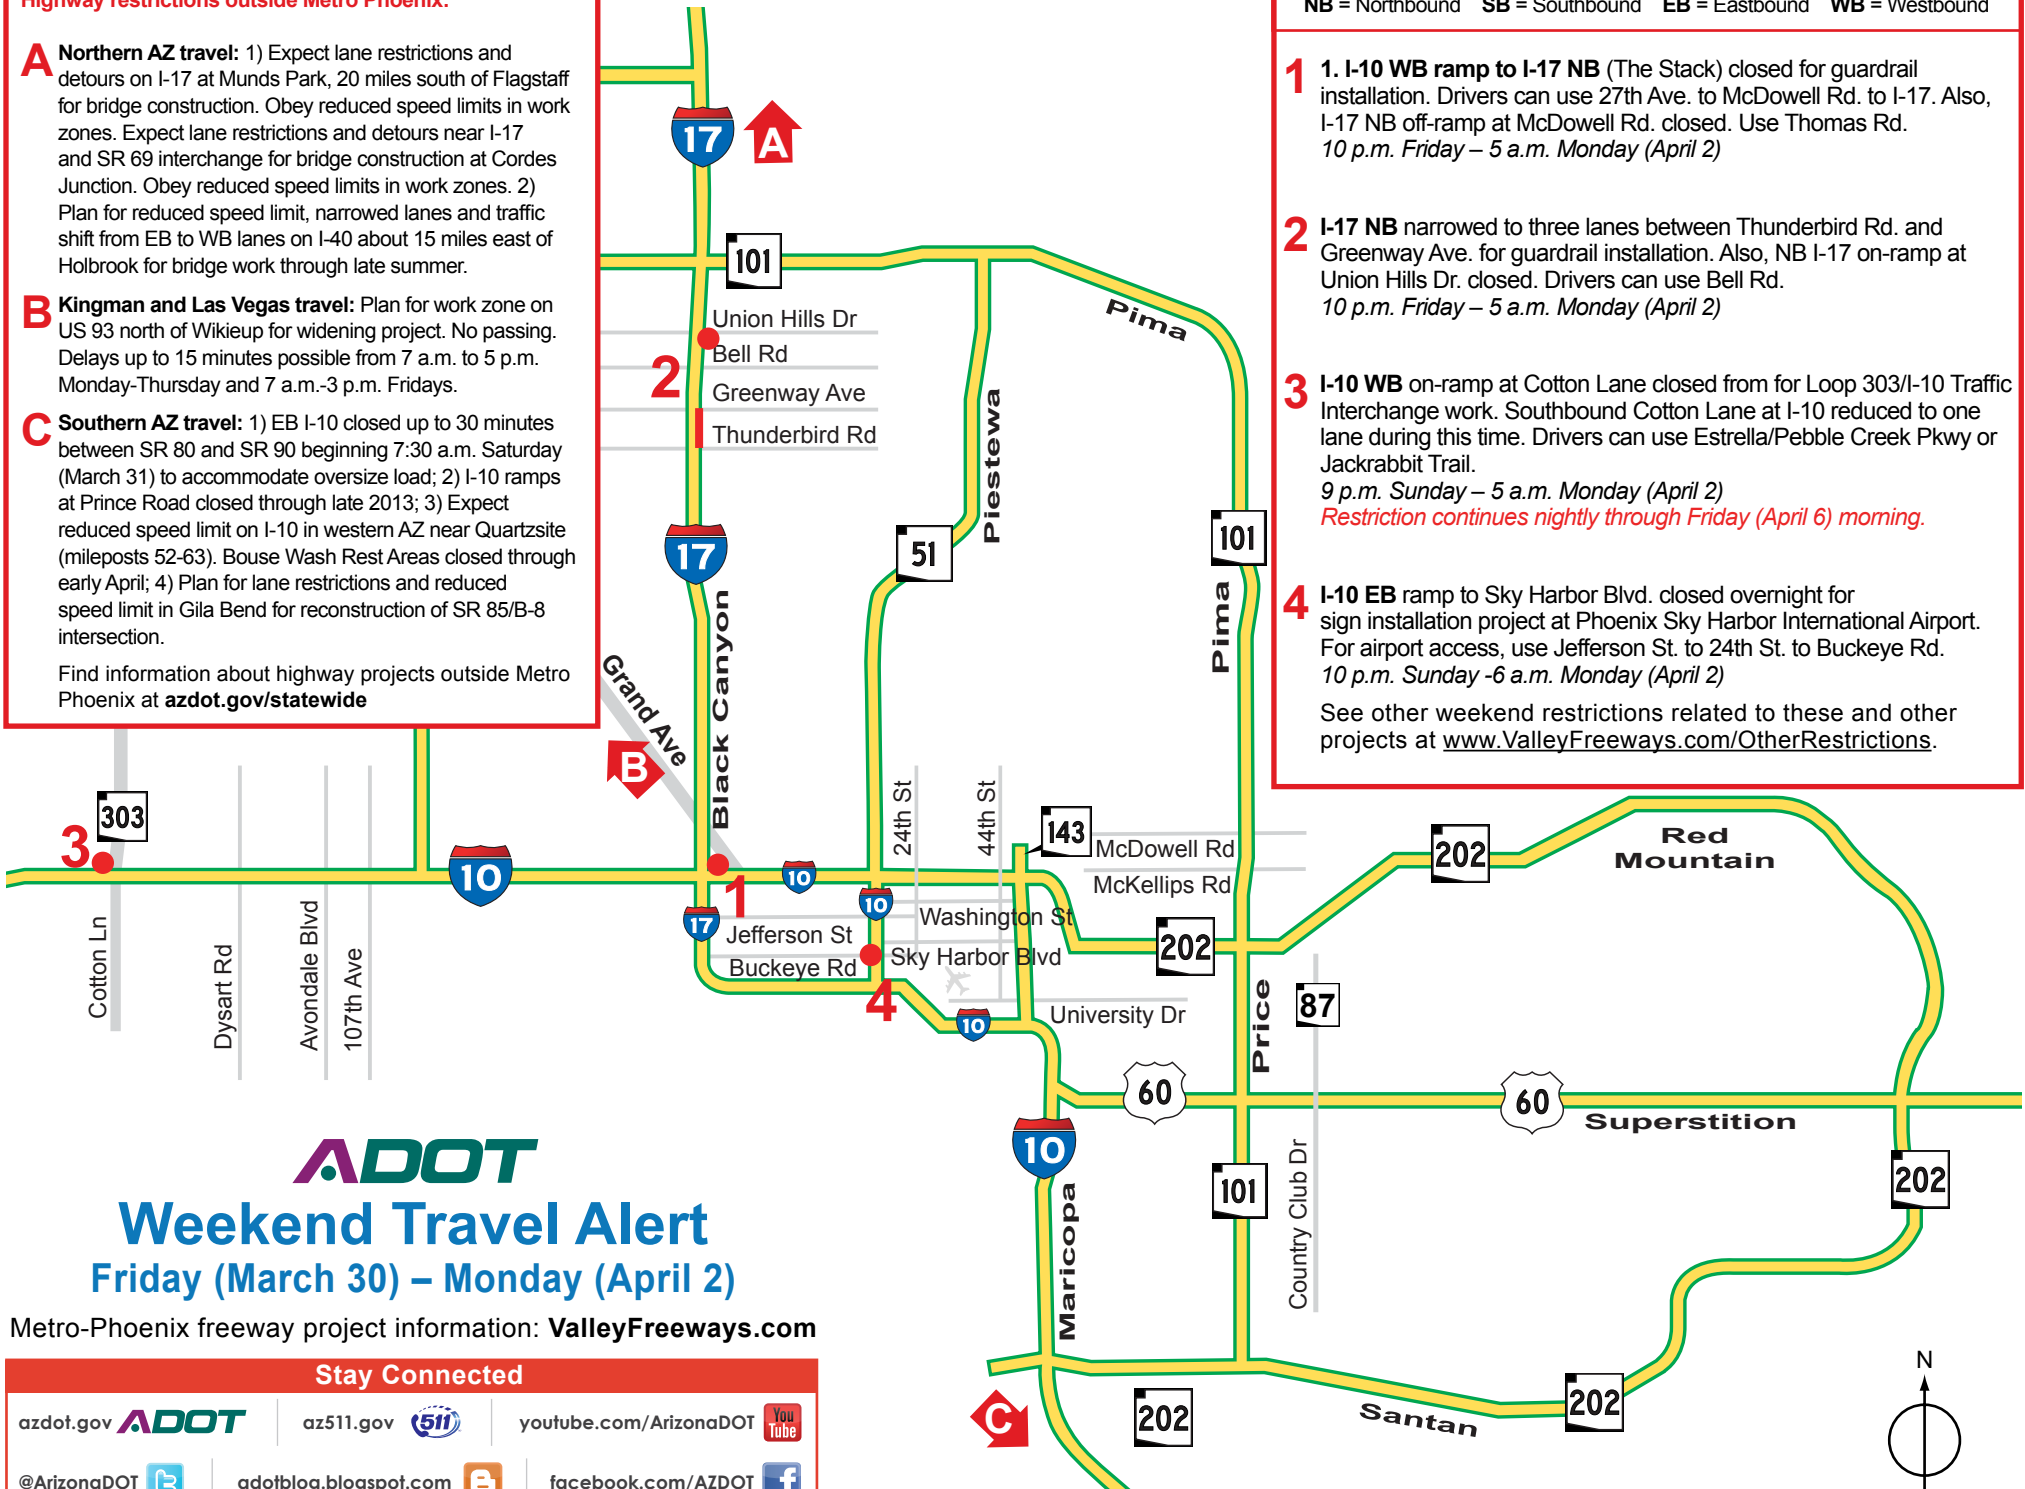 Highway restrictions outside Metro Phoenix:
A Northern AZ travel: 1) Expect lane restrictions and
detours on I-17 at Munds Park, 20 miles south of Flagstaff
for bridge construction. Obey reduced speed limits in work
zones. Expect lane restrictions and detours near I-17
and SR 69 interchange for bridge construction at Cordes
Junction. Obey reduced speed limits in work zones. 2)
Plan for reduced speed limit, narrowed lanes and traffic
shift from EB to WB lanes on I-40 about 15 miles east of
Holbrook for bridge work through late summer.
B Kingman and Las Vegas travel: Plan for work zone on
US 93 north of Wikieup for widening project. No passing.
Delays up to 15 minutes possible from 7 a.m. to 5 p.m.
Monday-Thursday and 7 a.m.-3 p.m. Fridays.
C Southern AZ travel: 1) EB I-10 closed up to 30 minutes
between SR 80 and SR 90 beginning 7:30 a.m. Saturday
(March 31) to accommodate oversize load; 2) I-10 ramps
at Prince Road closed through late 2013; 3) Expect
reduced speed limit on I-10 in western AZ near Quartzsite
(mileposts 52-63). Bouse Wash Rest Areas closed through
early April; 4) Plan for lane restrictions and reduced
speed limit in Gila Bend for reconstruction of SR 85/B-8
intersection.
Find information about highway projects outside Metro
Phoenix at azdot.gov/statewide
NB = Northbound SB = Southbound EB = Eastbound WB = Westbound
1 1. I-10 WB ramp to I-17 NB (The Stack) closed for guardrail
installation. Drivers can use 27th Ave. to McDowell Rd. to I-17. Also,
I-17 NB off-ramp at McDowell Rd. closed. Use Thomas Rd.
10 p.m. Friday – 5 a.m. Monday (April 2)
2 I-17 NB narrowed to three lanes between Thunderbird Rd. and
Greenway Ave. for guardrail installation. Also, NB I-17 on-ramp at
Union Hills Dr. closed. Drivers can use Bell Rd.
10 p.m. Friday – 5 a.m. Monday (April 2)
3 I-10 WB on-ramp at Cotton Lane closed from for Loop 303/I-10 Traffic
Interchange work. Southbound Cotton Lane at I-10 reduced to one
lane during this time. Drivers can use Estrella/Pebble Creek Pkwy or
Jackrabbit Trail.
9 p.m. Sunday – 5 a.m. Monday (April 2)
Restriction continues nightly through Friday (April 6) morning.
4 I-10 EB ramp to Sky Harbor Blvd. closed overnight for
sign installation project at Phoenix Sky Harbor International Airport.
For airport access, use Jefferson St. to 24th St. to Buckeye Rd.
10 p.m. Sunday -6 a.m. Monday (April 2)
See other weekend restrictions related to these and other
projects at www.ValleyFreeways.com/OtherRestrictions.
17
A
101
Pima
Union Hills Dr
Bell Rd
2
Greenway Ave
Thunderbird Rd
Piestewa
17
51
101
Pima
Black Canyon
Grand Ave
B
303
3
10
1
10
24th St
44th St
143
McDowell Rd
McKellips Rd
202
Red
Mountain
17
10
Washington St
Jefferson St
Sky Harbor Blvd
Buckeye Rd
4
202
Cotton Ln
Dysart Rd
Avondale Blvd
107th Ave
10
University Dr
Price
87
60
60
Superstition
10
Maricopa
101
Country Club Dr
202
C
202
Santan
202
N
ADOT
Weekend Travel Alert
Friday (March 30) – Monday (April 2)
Metro-Phoenix freeway project information: ValleyFreeways.com
Stay Connected
azdot.gov ADOT az511.gov 511 youtube.com/ArizonaDOT You Tube
@ArizonaDOT adotblog.blogspot.com facebook.com/AZDOT f